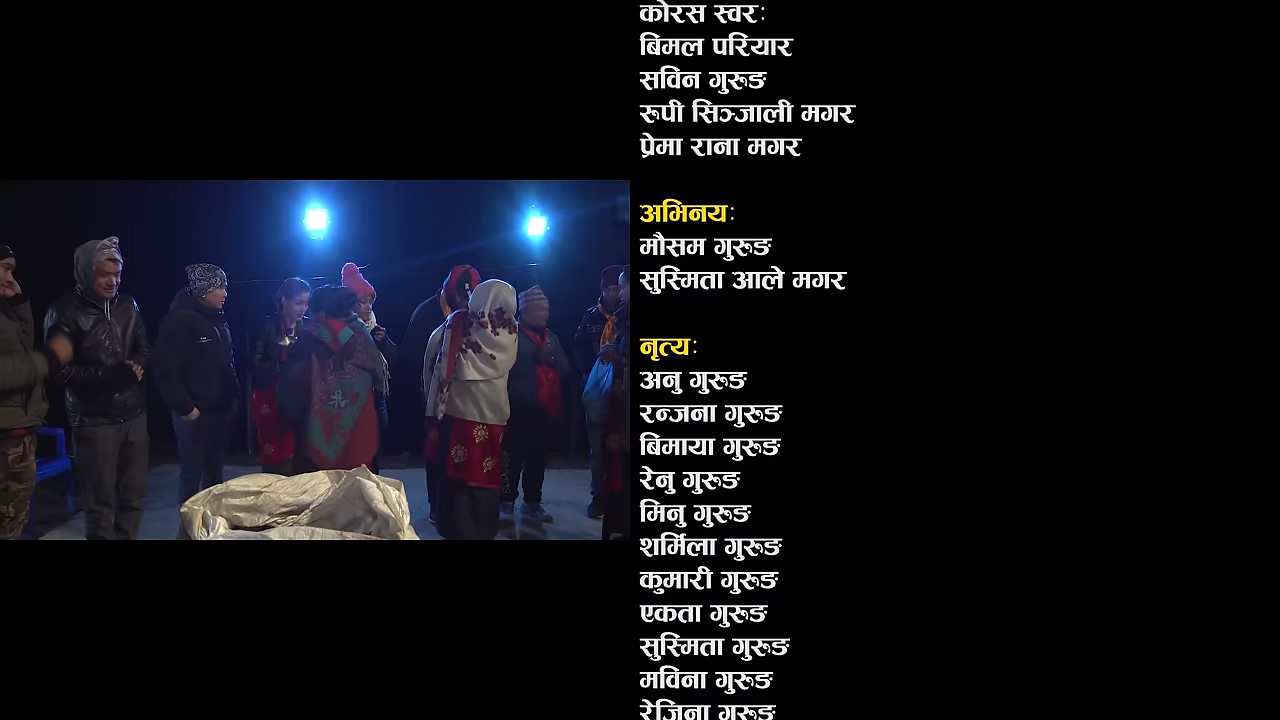 कोरस स्वरः
बिमल परियार
सविन गुरुङ
रुपी सिञ्जाली मगर
प्रेमा राना मगर
अभिनयः
मौसम गुरुङ
सुस्मिता आले मगर
नृत्यः
अनु गुरुङ
रन्जना गुरुङ
बिमाया गुरुङ
रेनु गुरुङ
मिनु गुरुङ
शर्मिला गुरुङ
कुमारी गुरुङ
एकता गुरुङ
सुस्मिता गुरुङ
मविना गुरुङ
रेजिना गुरुङ